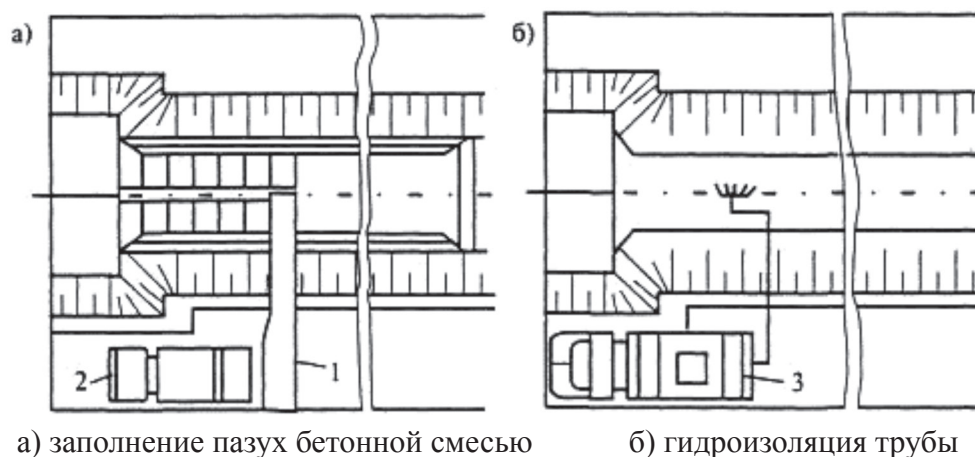 а)
б)
2
1
3
а) заполнение пазух бетонной смесью
б) гидроизоляция трубы